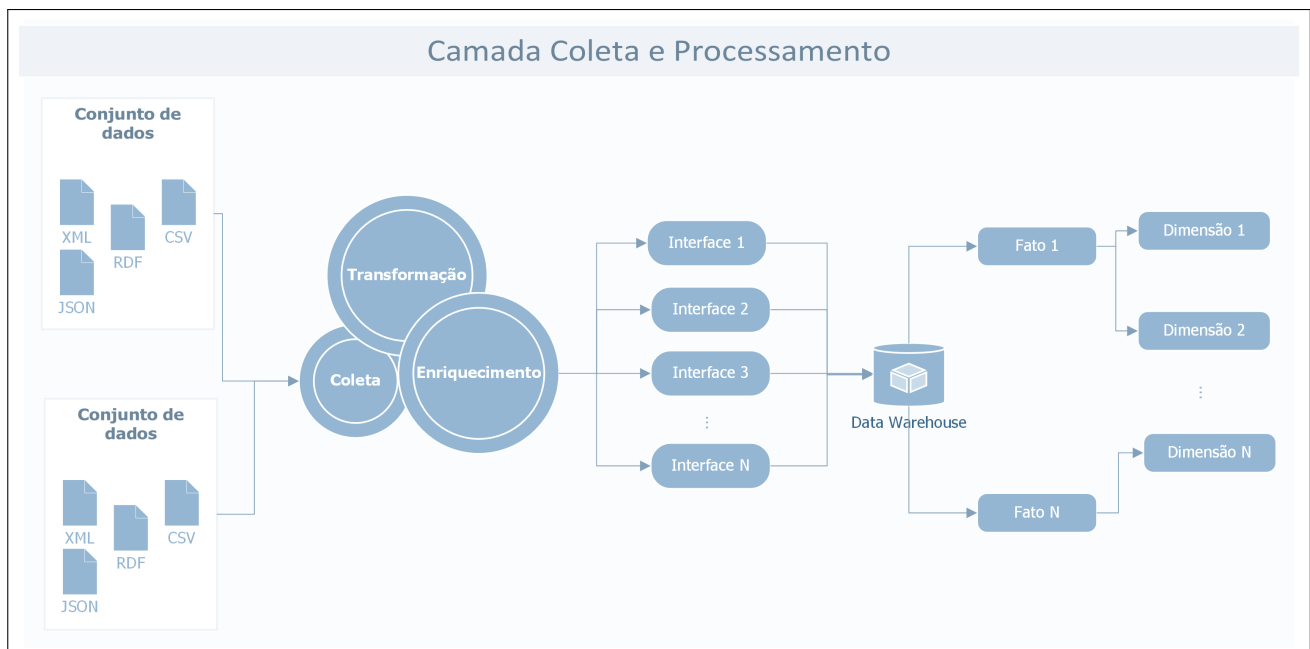 Camada Coleta e Processamento
Conjunto de
dados
XML
RDF
CSV
JSON
Conjunto de
dados
XML
RDF
CSV
JSON
Transformação
Coleta
Enriquecimento
Interface 1
Interface 2
Interface 3
⋮
Interface N
Data Warehouse
Fato 1
Fato N
Dimensão 1
Dimensão 2
⋮
Dimensão N